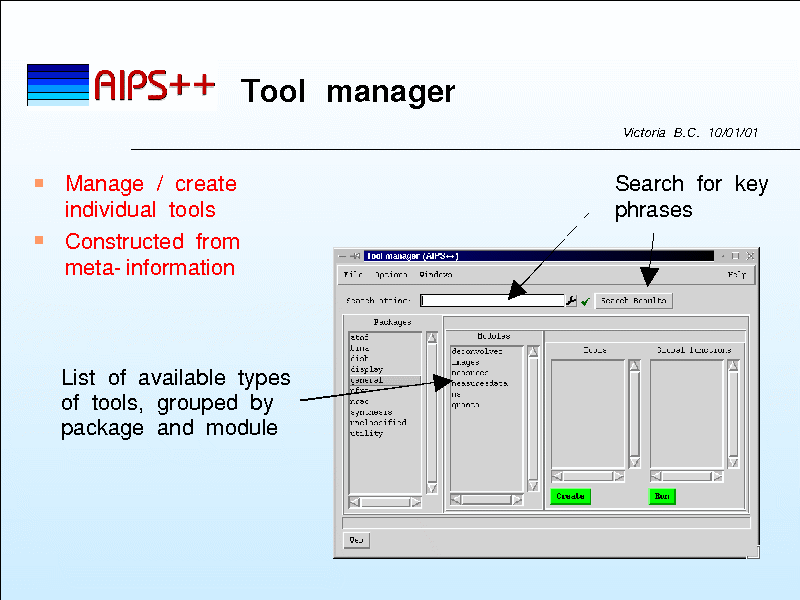 AIPS++ Tool manager
Victoria B.C. 10/01/01
Manage / create
individual tools
Constructed from
meta- information
Search for key
phrases
List of available types
of tools, grouped by
package and module
Tool manager (AIPS++)
File Options Windows Help
Search string: Search Results
Packages
atnf
bima
dish
display
general
nfra
nrao
synthesis
unclassified
utility
Modules
deconvolver
images
measures
measuresdata
ms
quanta
Tools
Global functions
Create
Run